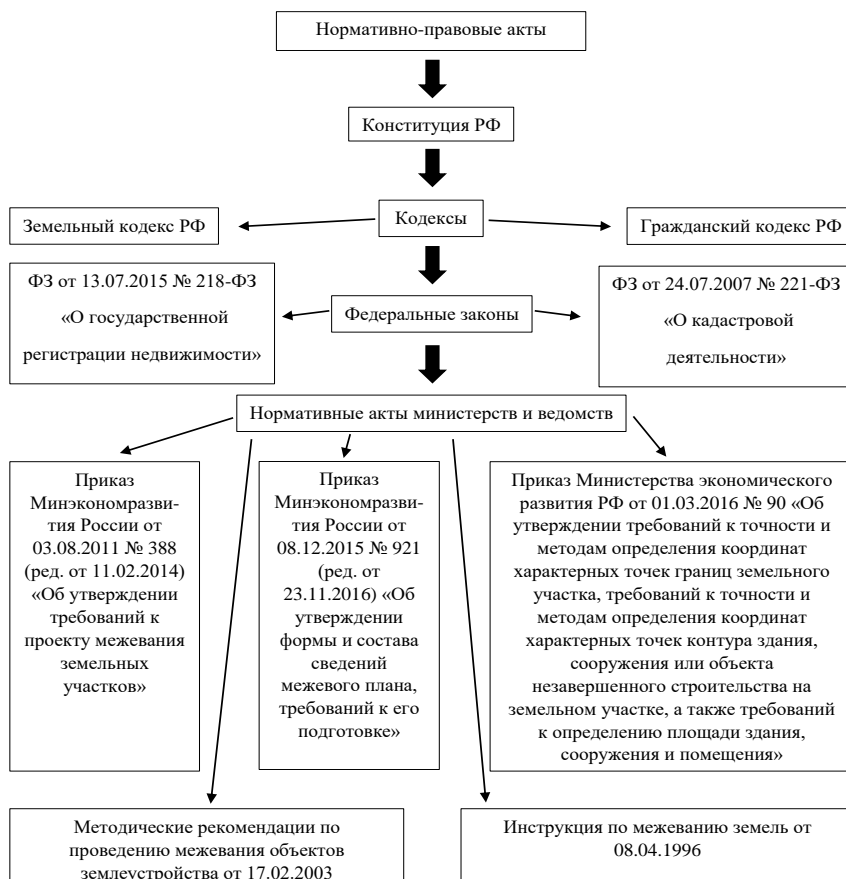 Нормативно-правовые акты
Конституция РФ
Земельный кодекс РФ
Кодексы
Гражданский кодекс РФ
ФЗ от 13.07.2015 № 218-ФЗ
«О государственной
регистрации недвижимости»
Федеральные законы
ФЗ от 24.07.2007 № 221-ФЗ
«О кадастровой
деятельности»
Нормативные акты министерств и ведомств
Приказ
Минэкономразви-
тия России от
03.08.2011 № 388
(ред. от 11.02.2014)
«Об утверждении
требований к
проекту межевания
земельных
участков»
Приказ
Минэкономразви-
тия России от
08.12.2015 № 921
(ред. от
23.11.2016) «Об
утверждении
формы и состава
сведений
межевого плана,
требований к его
подготовке»
Приказ Министерства экономического
развития РФ от 01.03.2016 № 90 «Об
утверждении требований к точности и
методам определения координат
характерных точек границ земельного
участка, требований к точности и
методам определения координат
характерных точек контура здания,
сооружения или объекта
незавершенного строительства на
земельном участке, а также требований
к определению площади здания,
сооружения и помещения»
Методические рекомендации по
проведению межевания объектов
землеустройства от 17.02.2003
Инструкция по межеванию земель от
08.04.1996